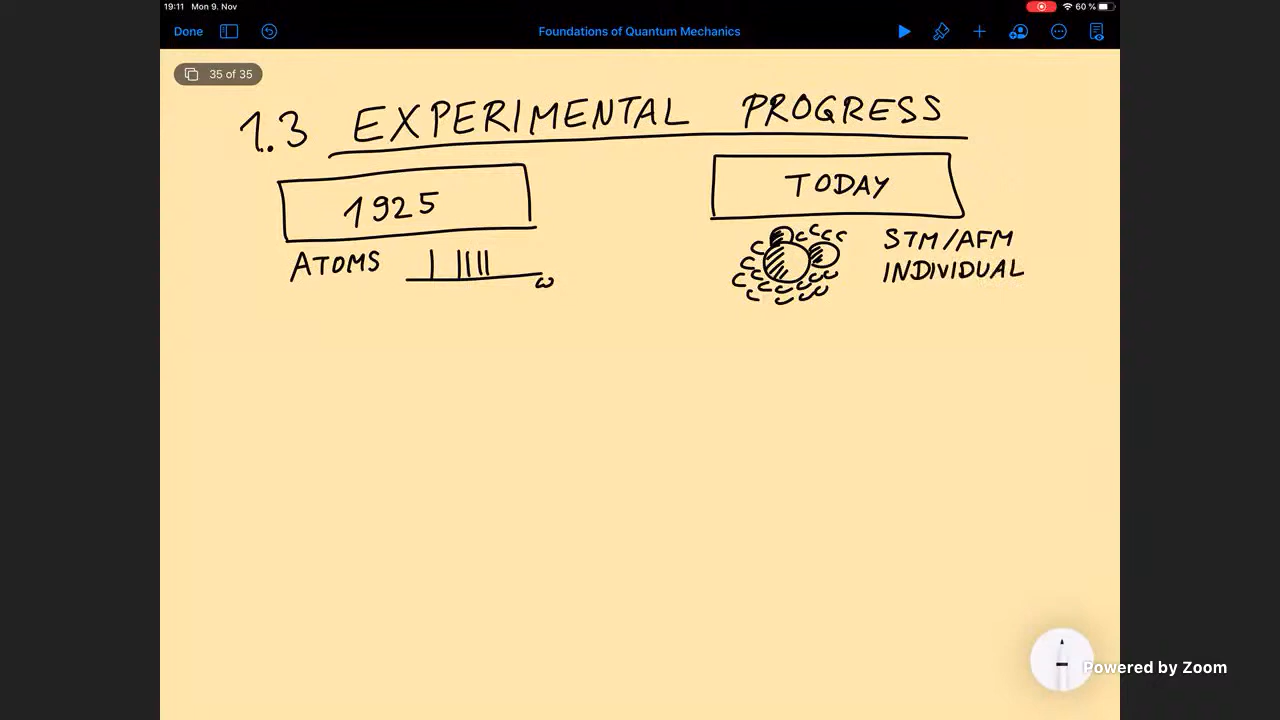 19:11 Mon 9. Nov
60 %
Done
Foundations of Quantum Mechanics
35 of 35
1.3 EXPERIMENTAL PROGRESS
1925
TODAY
ATOMS
ω
STM/AFM
INDIVIDUAL
Powered by Zoom